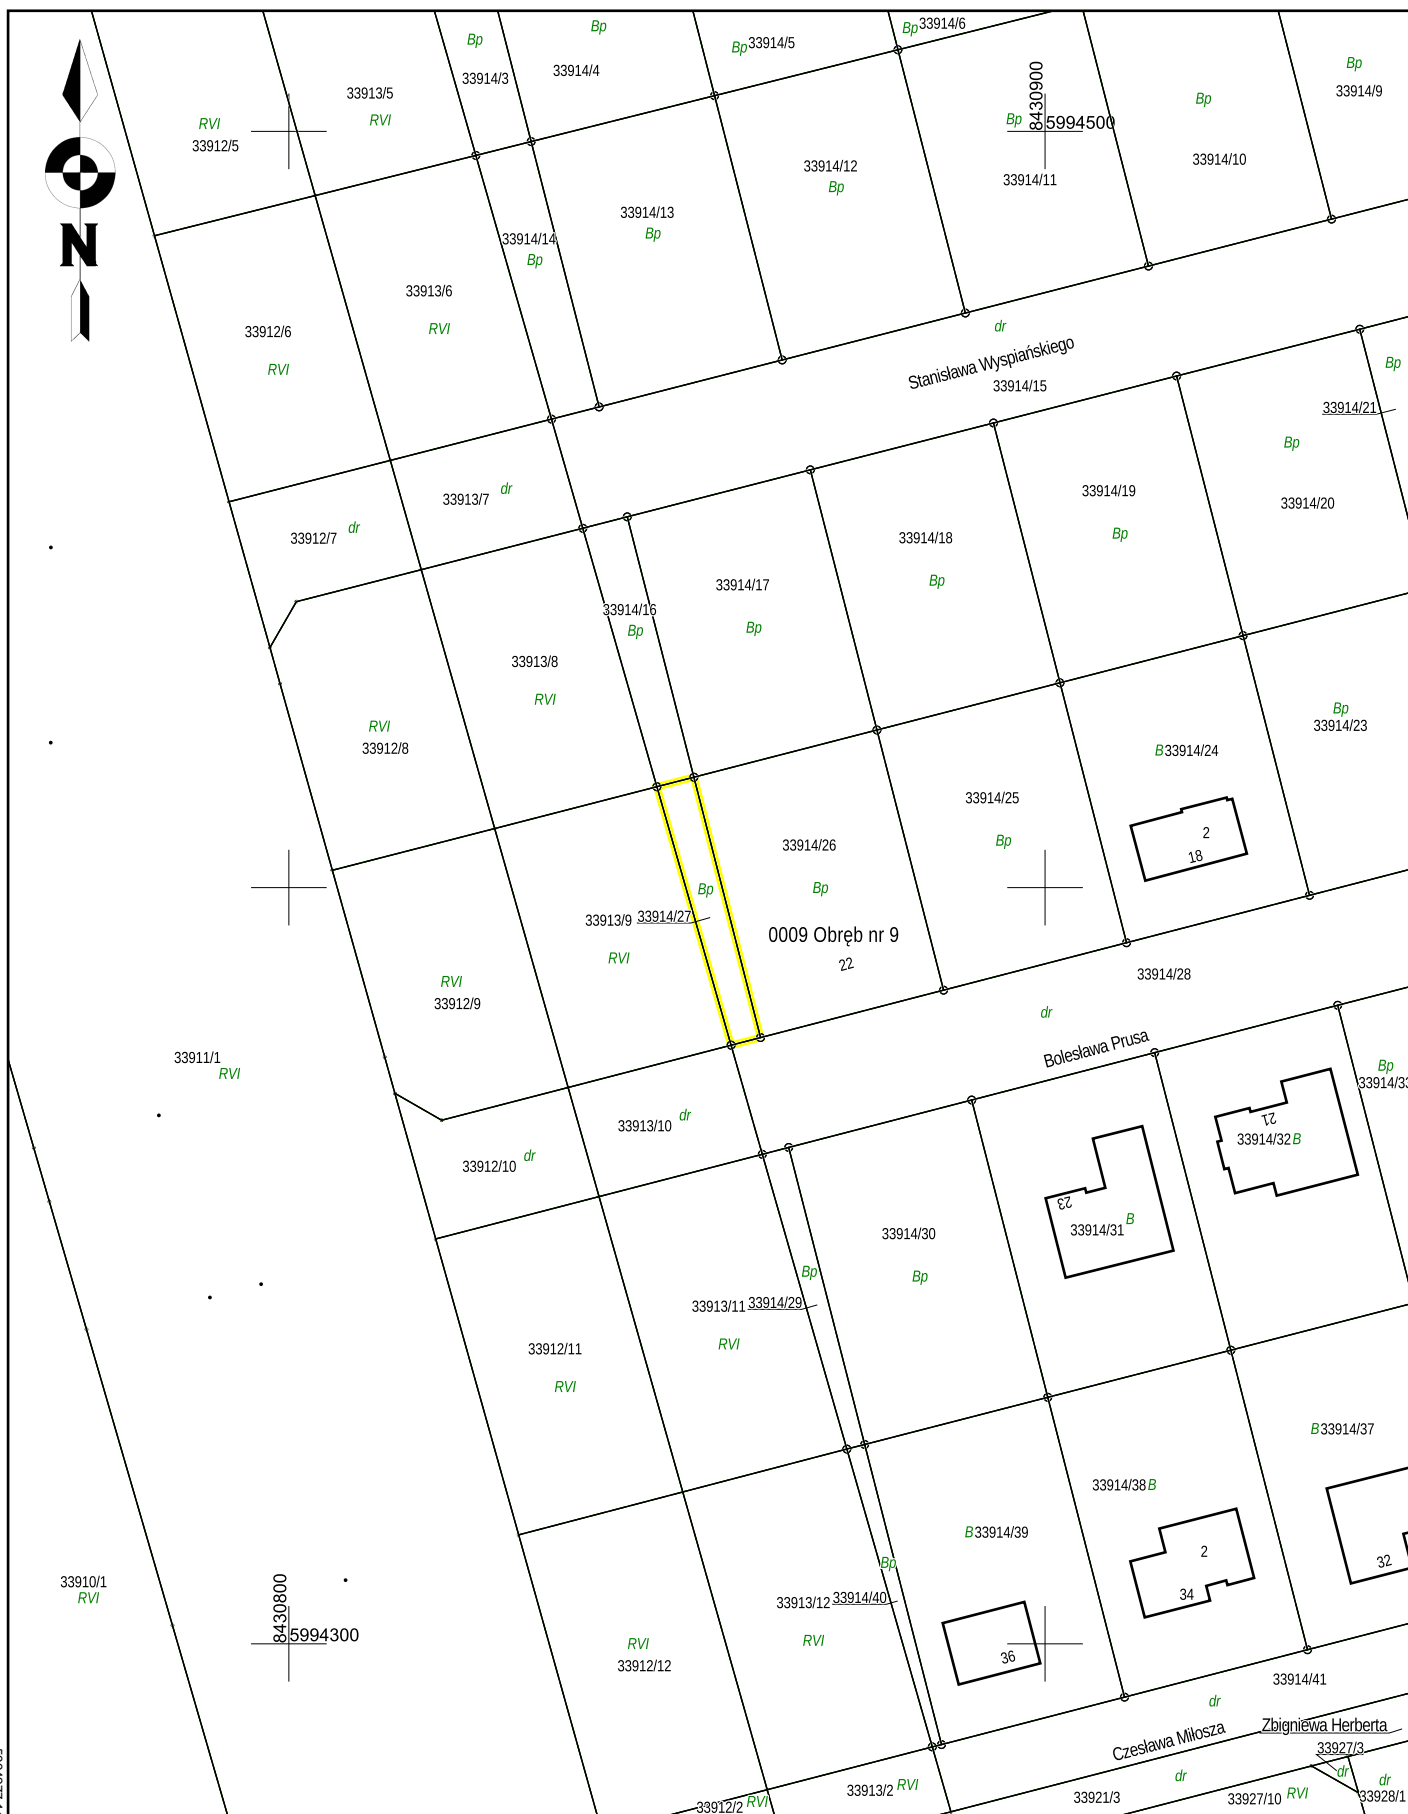 33914/6
Bp
Bp
Bp
33914/5
Bp
33914/4
33914/3
Bp
33914/9
33913/5
RVI
RVI
33912/5
8430900
5994500
Bp
Bp
33914/10
33914/11
33914/12
Bp
33914/13
Bp
33914/14
Bp
N
33913/6
RVI
33912/6
RVI
dr
Stanisława Wyspiańskiego
33914/15
Bp
33914/21
Bp
33914/20
33914/19
Bp
33914/18
Bp
33914/17
Bp
33913/7
dr
33912/7
dr
33914/16
Bp
33913/8
RVI
RVI
33912/8
Bp
33914/23
B33914/24
2
18
33914/25
Bp
33914/26
Bp
0009 Obręb nr 9
22
Bp
33914/27
33913/9
RVI
RVI
33912/9
33914/28
dr
Bolesława Prusa
33911/1
RVI
33913/10
dr
33912/10
dr
Bp
33914/33
21
33914/32B
23
33914/31
B
33914/30
Bp
Bp
33914/29
33913/11
RVI
33912/11
RVI
B33914/37
33914/38B
B33914/39
2
34
32
36
Bp
33914/40
33913/12
RVI
RVI
33912/12
33910/1
RVI
8430800
5994300
33914/41
dr
Zbigniewa Herberta
Czesława Miłosza
33927/3
dr
dr
dr
33928/1
RVI
33927/10
33921/3
33913/2
RVI
33912/2
RVI